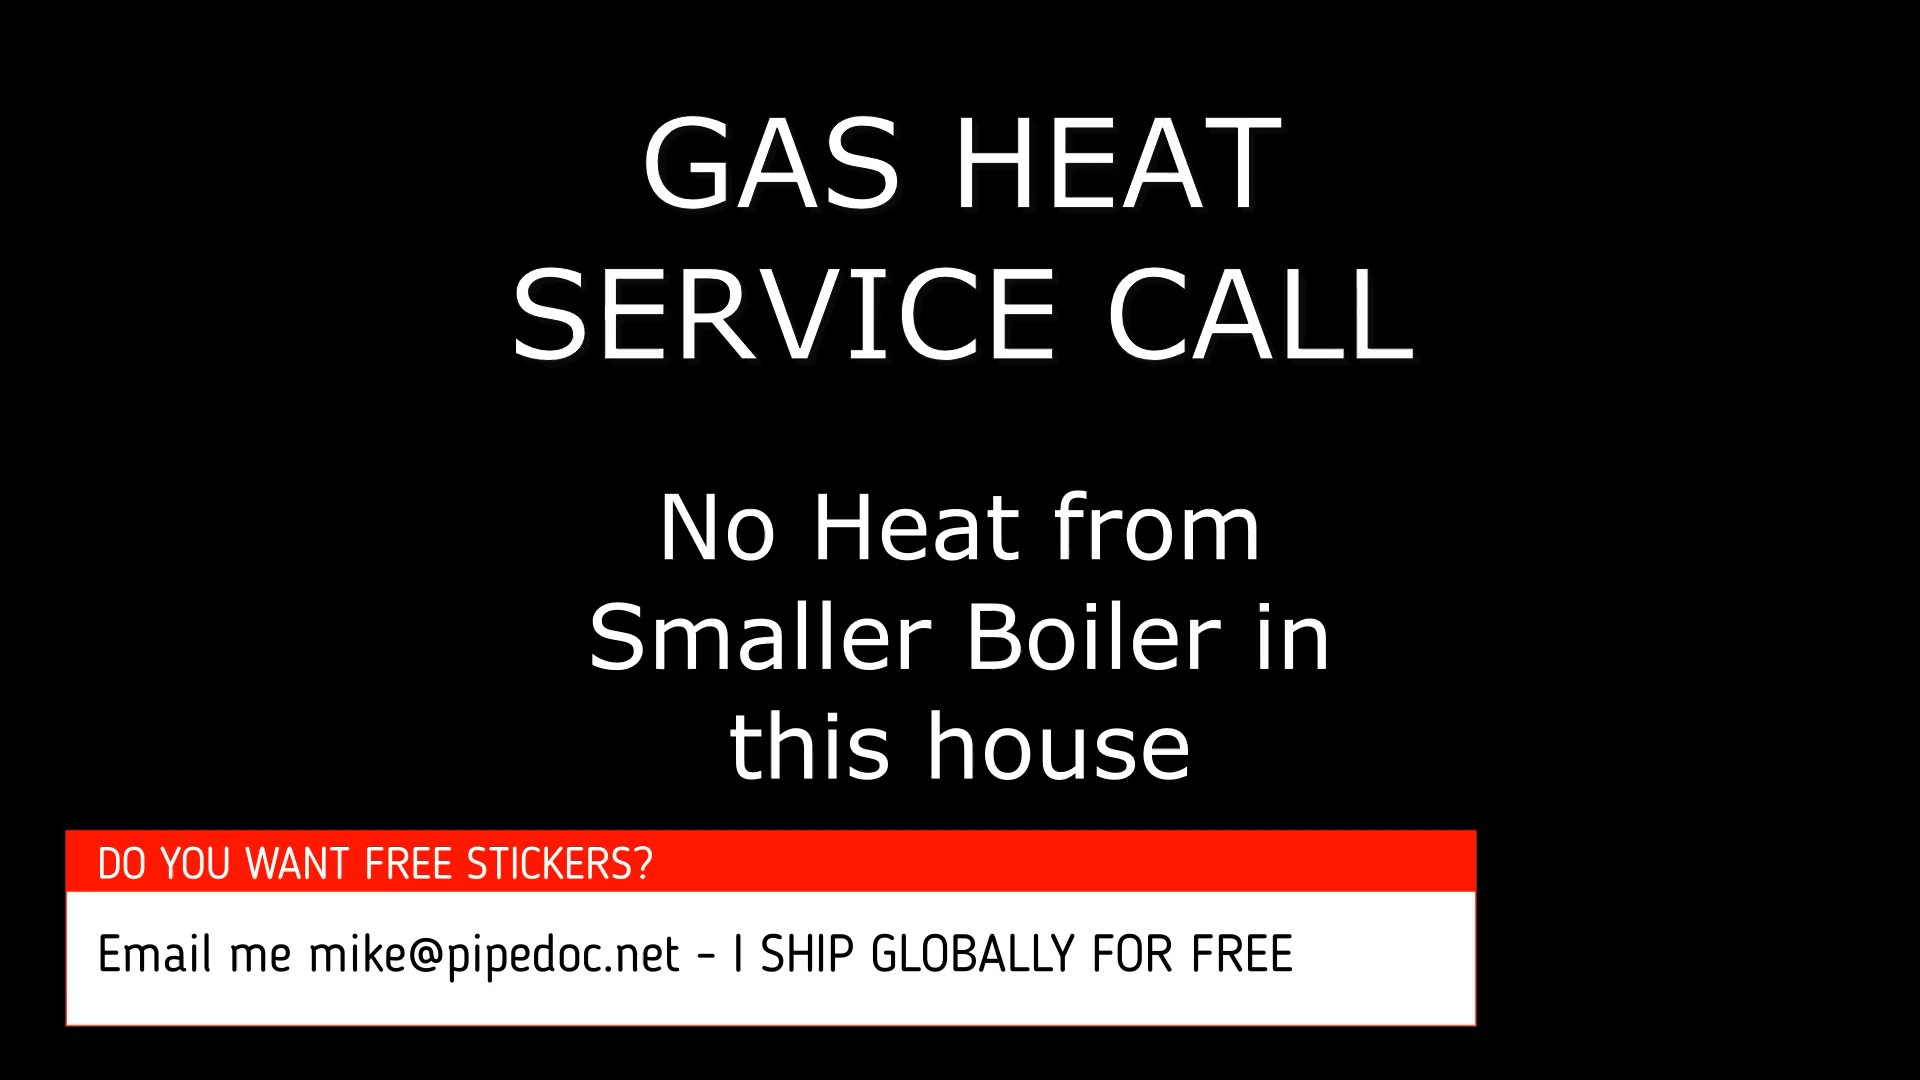 GAS HEAT
SERVICE CALL
No Heat from
Smaller Boiler in
this house
DO YOU WANT FREE STICKERS?
Email me mike@pipedoc.net - I SHIP GLOBALLY FOR FREE